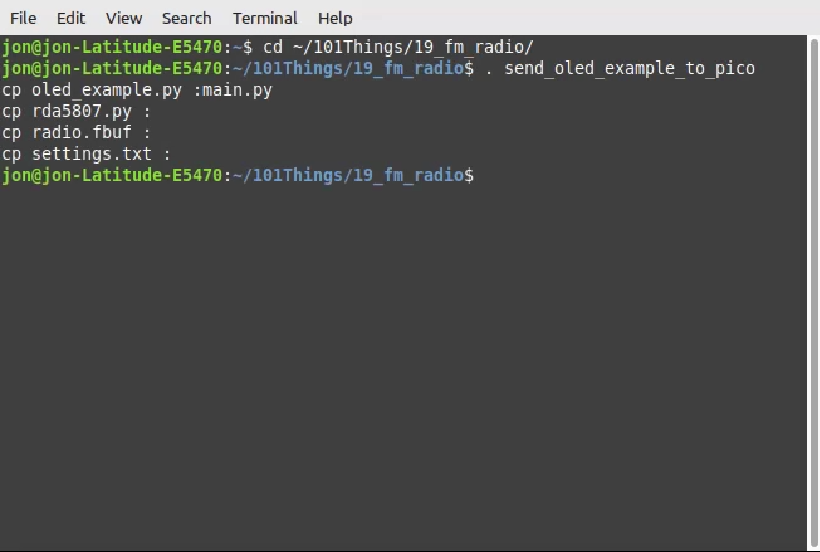 File Edit View Search Terminal Help
jon@jon-Latitude-E5470:~$ cd ~/101Things/19_fm_radio/
jon@jon-Latitude-E5470:~/101Things/19_fm_radio$ . send_oled_example_to_pico
cp oled_example.py :main.py
cp rda5807.py :
cp radio.fbuf :
cp settings.txt :
jon@jon-Latitude-E5470:~/101Things/19_fm_radio$